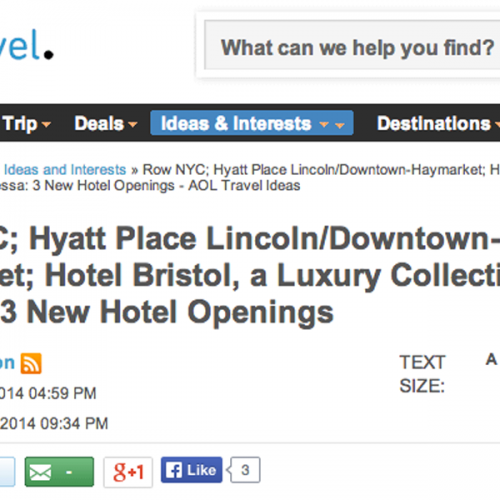 vel.
What can we help you find?
Trip Deals Ideas & Interests Destinations
Ideas and Interests » Row NYC; Hyatt Place Lincoln/Downtown-Haymarket; H
essa: 3 New Hotel Openings - AOL Travel Ideas
C; Hyatt Place Lincoln/Downtown-
et; Hotel Bristol, a Luxury Collecti
3 New Hotel Openings
on
TEXT A
SIZE:
014 04:59 PM
2014 09:34 PM
- g+1 f Like 3